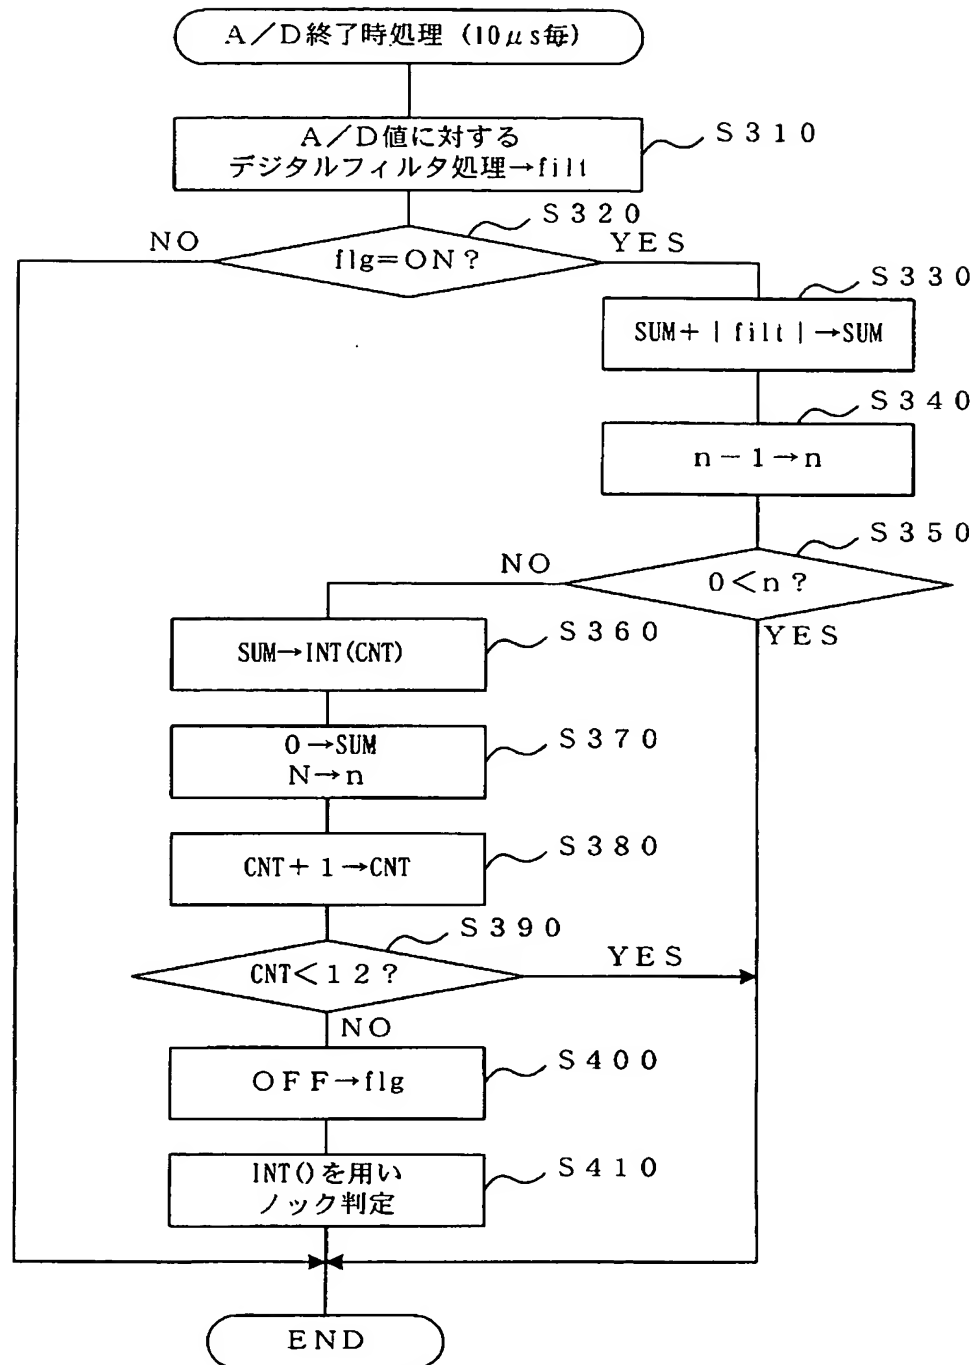 A／D終了時処理（10μs毎）
A／D値に対する
デジタルフィルタ処理→filt
S310
S320
NO
flg=ON？
YES
S330
SUM＋｜filt｜→SUM
S340
n－1→n
S350
NO
0＜n？
YES
S360
SUM→INT(CNT)
S370
0→SUM
N→n
S380
CNT＋1→CNT
S390
CNT＜12？
YES
NO
S400
OFF→flg
S410
INT()を用い
ノック判定
END